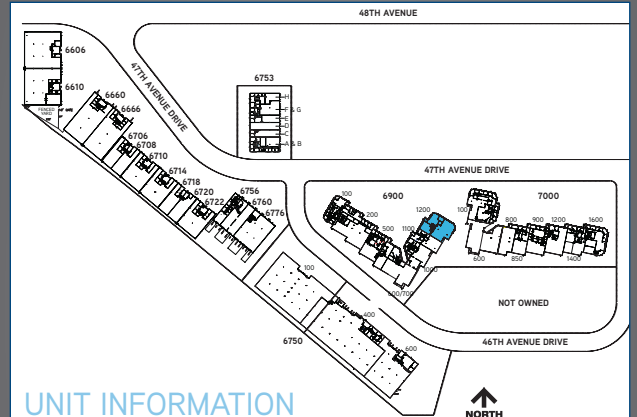 48TH AVENUE
6606
6610
FENCED
YARD
6660
6666
47TH AVENUE DRIVE
6706
6708
6710
6714
6718
6720
6722
6756
6760
6776
6753
H
F & G
E
D
C
A & B
47TH AVENUE DRIVE
6900
100
200
500
1100
1200
1000
600/700
7000
100
800
900
1200
1600
600
850
1400
NOT OWNED
46TH AVENUE DRIVE
6750
100
400
600
UNIT INFORMATION
NORTH